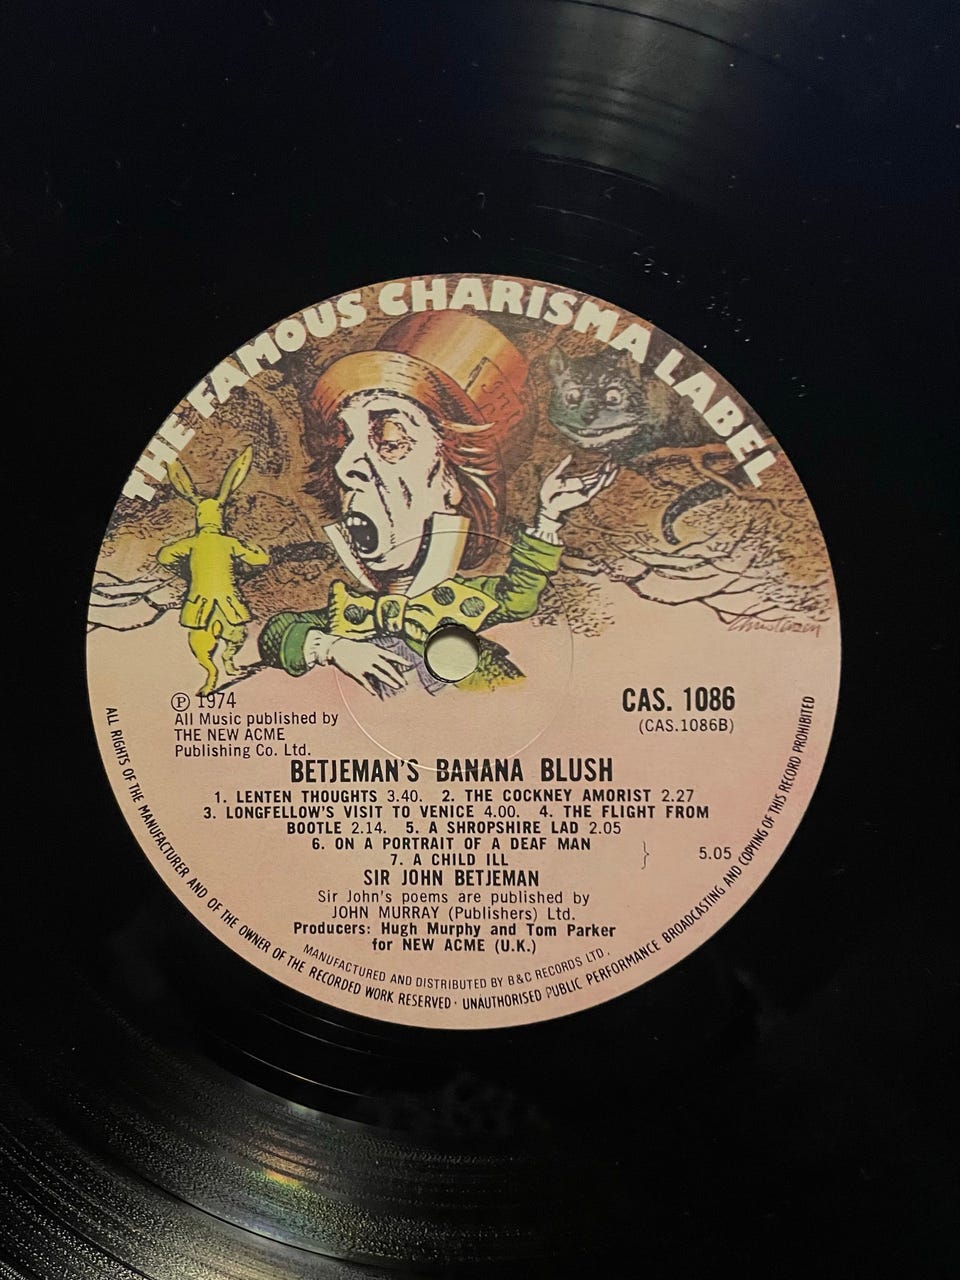 THE FAMOUS CHARISMA LABEL
Ⓟ 1974
All Music published by
THE NEW ACME
Publishing Co. Ltd.
CAS. 1086
(CAS.1086B)
BETJEMAN'S BANANA BLUSH
1. LENTEN THOUGHTS 3.40. 2. THE COCKNEY AMORIST 2.27
3. LONGFELLOW'S VISIT TO VENICE 4.00. 4. THE FLIGHT FROM
BOOTLE 2.14. 5. A SHROPSHIRE LAD 2.05
6. ON A PORTRAIT OF A DEAF MAN
7. A CHILD ILL
} 5.05
SIR JOHN BETJEMAN
Sir John's poems are published by
JOHN MURRAY (Publishers) Ltd.
Producers: Hugh Murphy and Tom Parker
for NEW ACME (U.K.)
MANUFACTURED AND DISTRIBUTED BY B&C RECORDS LTD.
ALL RIGHTS OF THE MANUFACTURER AND OF THE OWNER OF THE RECORDED WORK RESERVED · UNAUTHORISED PUBLIC PERFORMANCE BROADCASTING AND COPYING OF THIS RECORD PROHIBITED